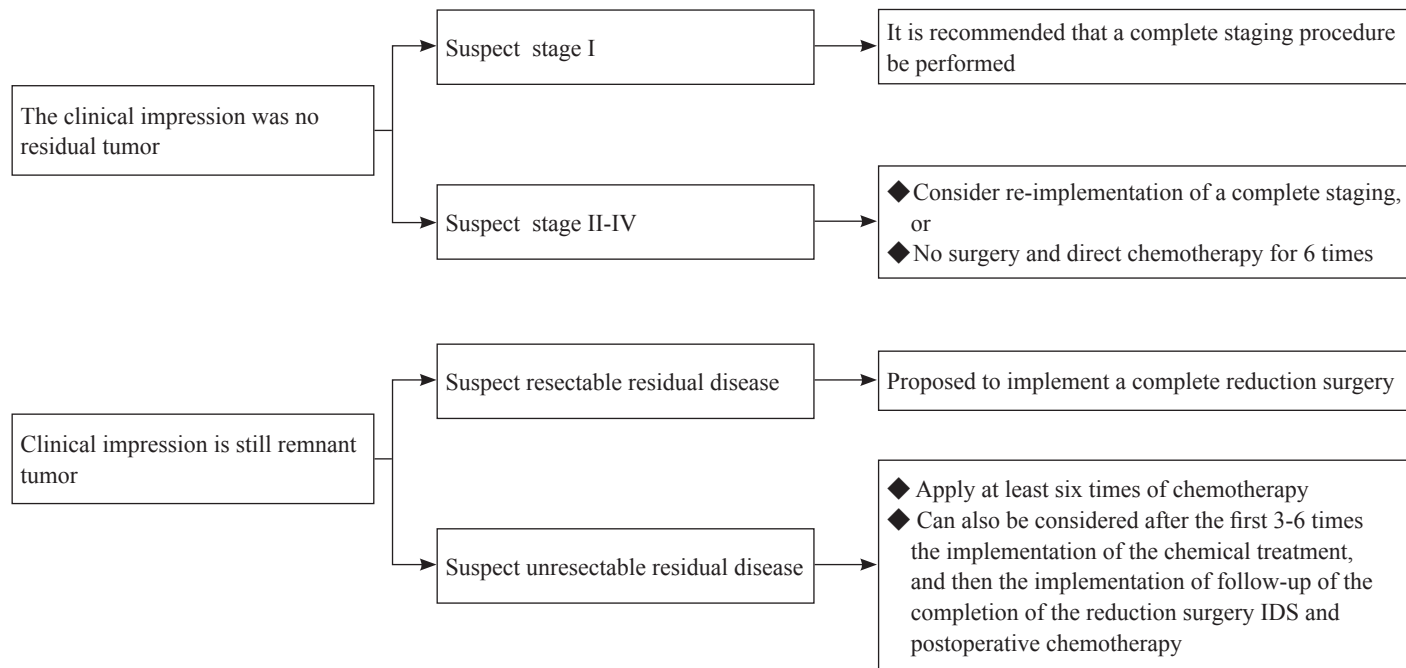 The clinical impression was no
residual tumor
Suspect stage I
It is recommended that a complete staging procedure
be performed
Suspect stage II-IV
◆ Consider re-implementation of a complete staging,
or
◆ No surgery and direct chemotherapy for 6 times
Clinical impression is still remnant
tumor
Suspect resectable residual disease
Proposed to implement a complete reduction surgery
Suspect unresectable residual disease
◆ Apply at least six times of chemotherapy
◆ Can also be considered after the first 3-6 times
the implementation of the chemical treatment,
and then the implementation of follow-up of the
completion of the reduction surgery IDS and
postoperative chemotherapy